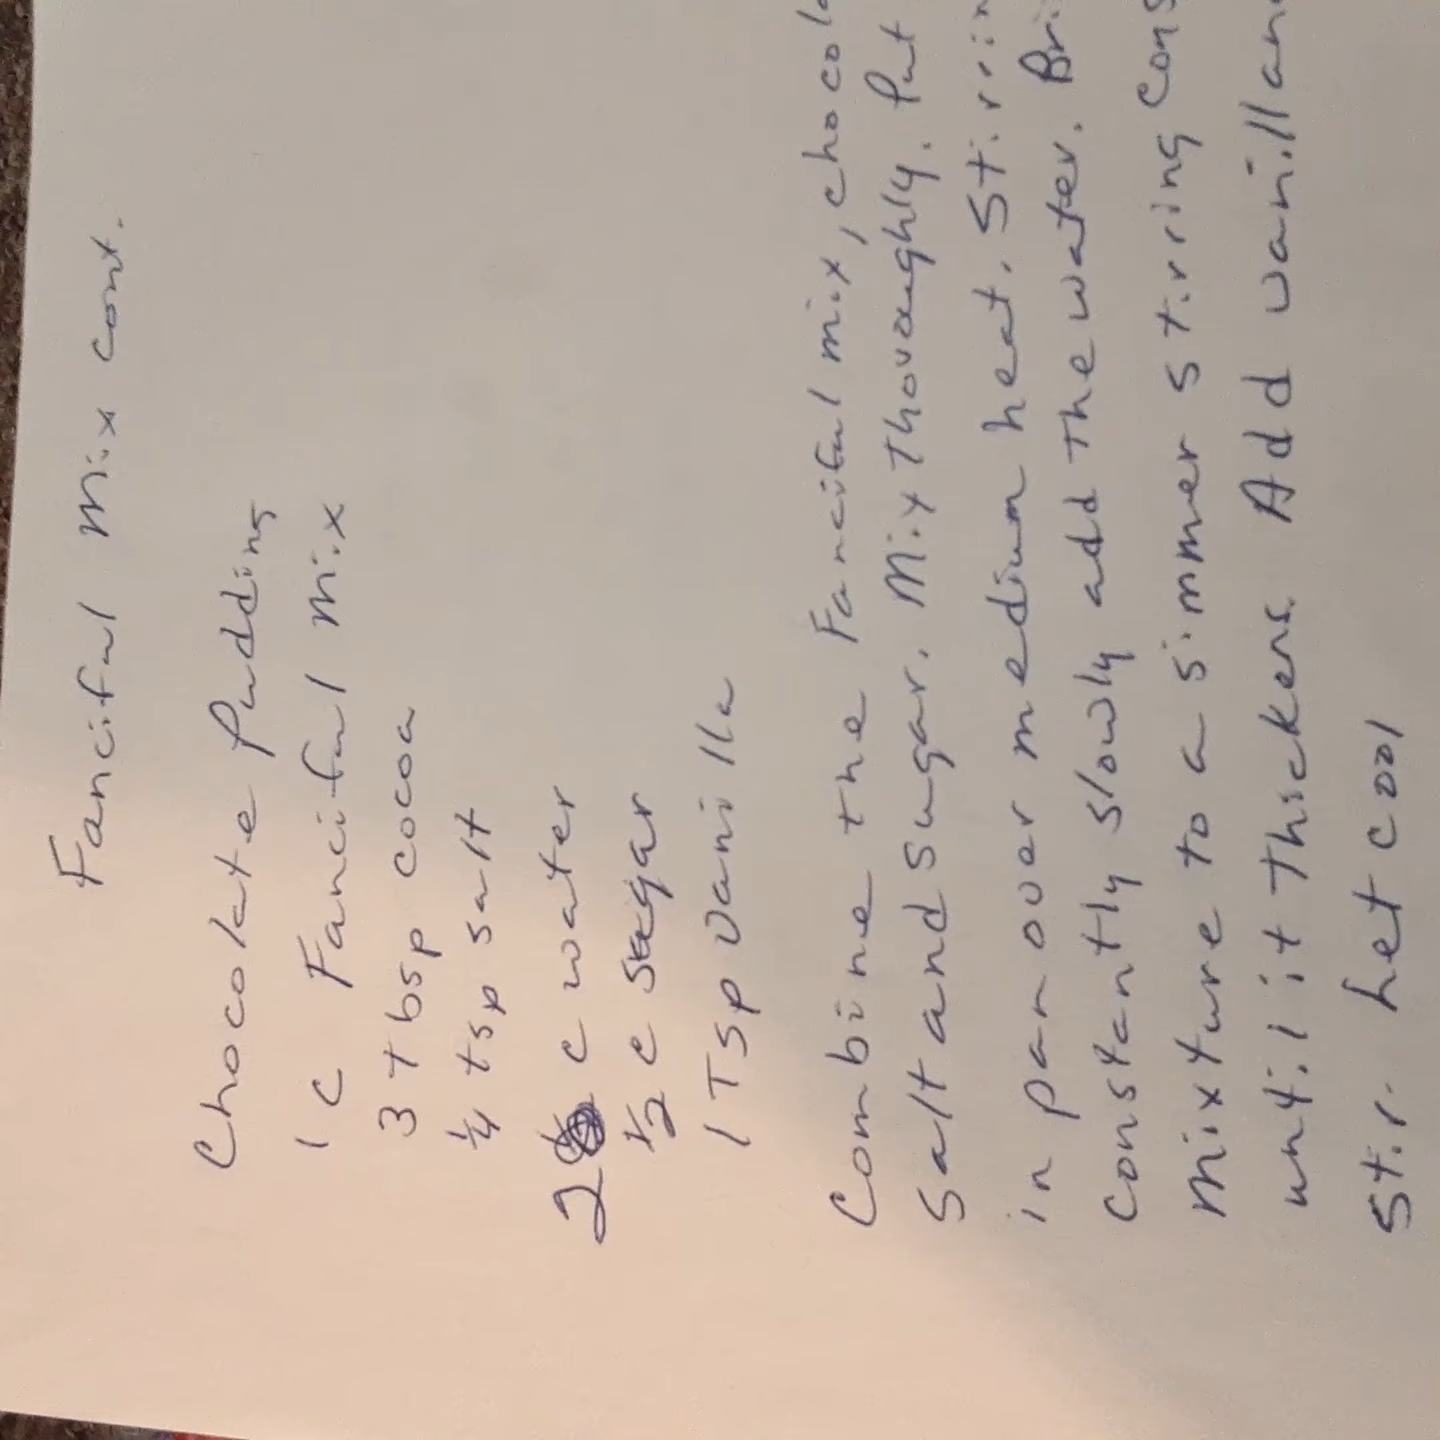 Fanciful Mix cont.
Chocolate Pudding
1 c Fanciful Mix
3 tbsp cocoa
1/4 tsp salt
2 c water
1/2 c sugar
1 Tsp vanilla
Combine the Fanciful mix, chocol
salt and sugar. Mix Thoroughly. Put
in pan over medium heat. Stirrin
constantly slowly add the water. Bri
mixture to a simmer stirring cons
until it thickens. Add vanilla an
stir. Let cool